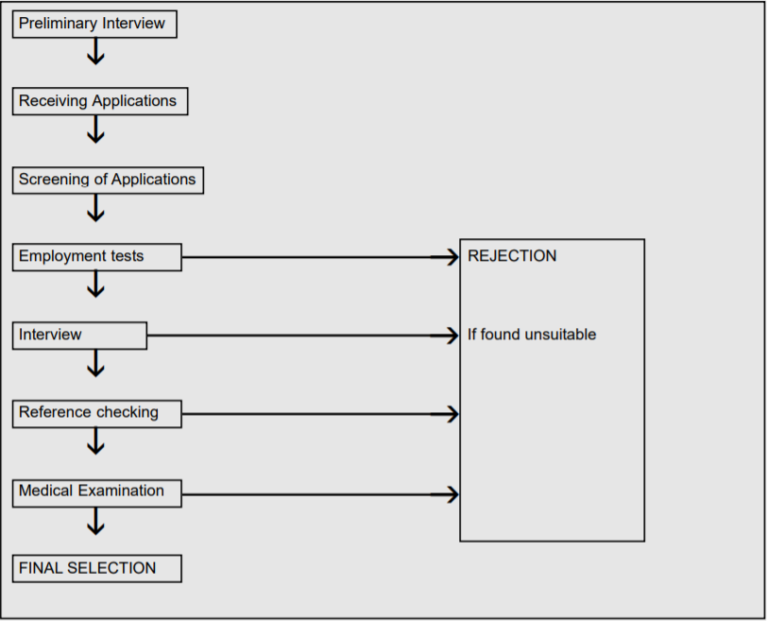 Preliminary Interview
Receiving Applications
Screening of Applications
Employment tests
REJECTION
Interview
If found unsuitable
Reference checking
Medical Examination
FINAL SELECTION